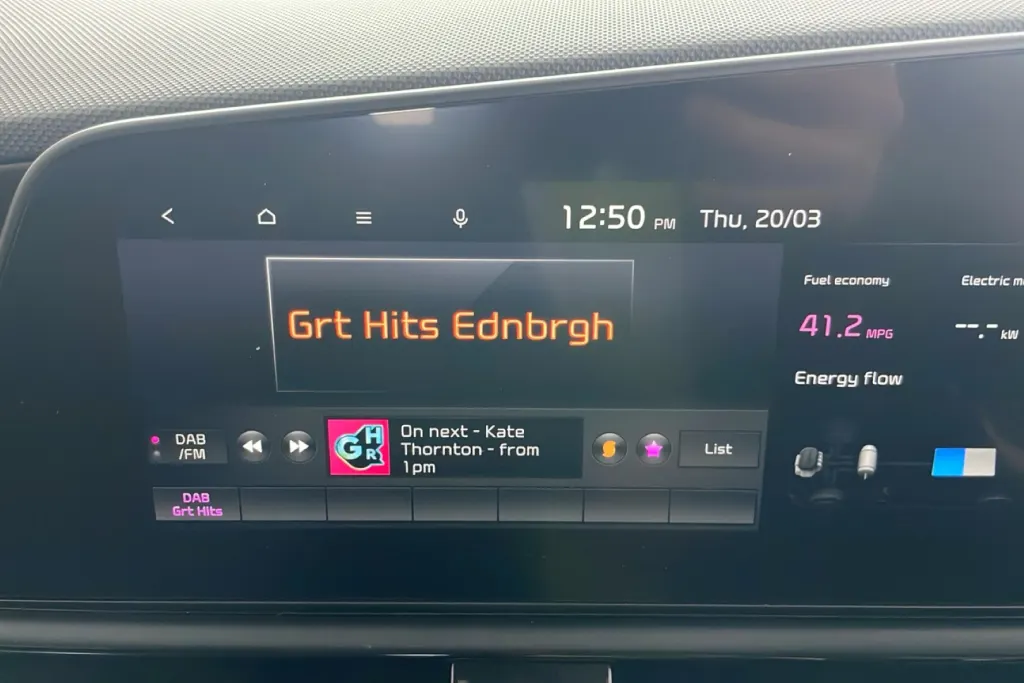 12:50 PM Thu, 20/03
Fuel economy
Electric m
Grt Hits Ednbrgh
41.2 MPG
--.- kW
Energy flow
DAB
/FM
GHR
On next - Kate
Thornton - from
1pm
List
DAB
Grt Hits